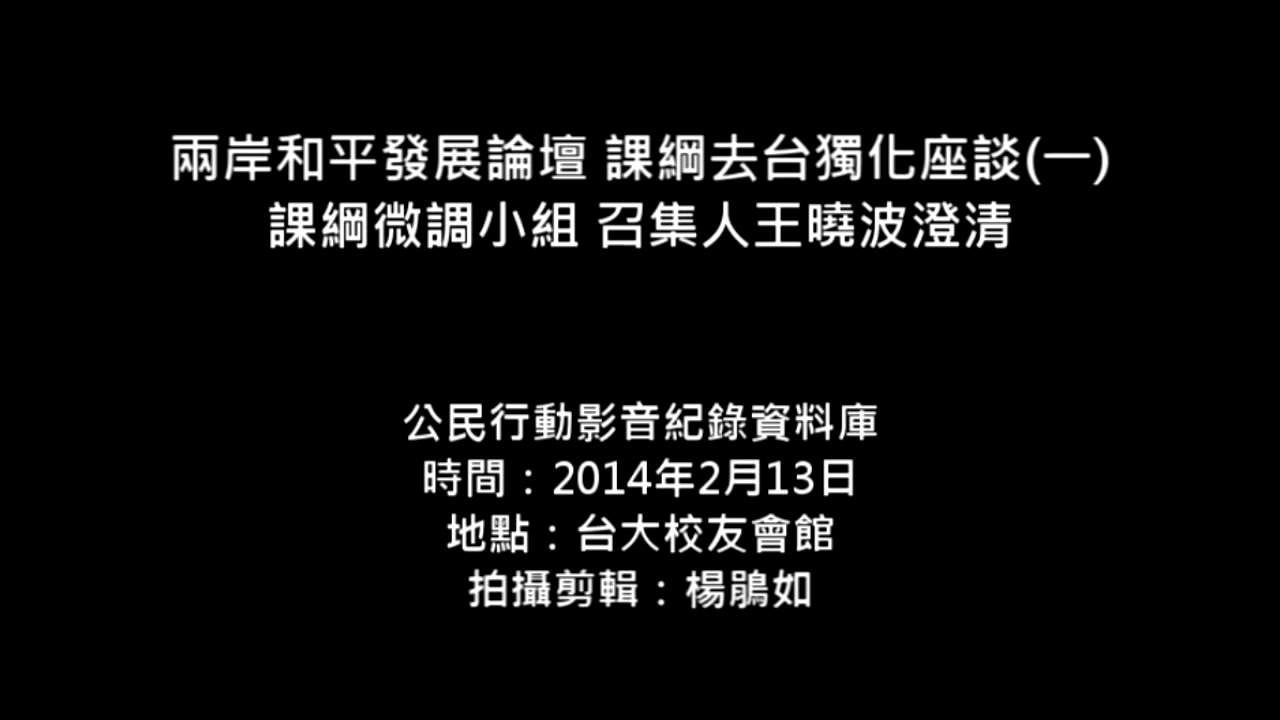 兩岸和平發展論壇 課綱去台獨化座談(一)
課綱微調小組 召集人王曉波澄清
公民行動影音紀錄資料庫
時間：2014年2月13日
地點：台大校友會館
拍攝剪輯：楊鵑如